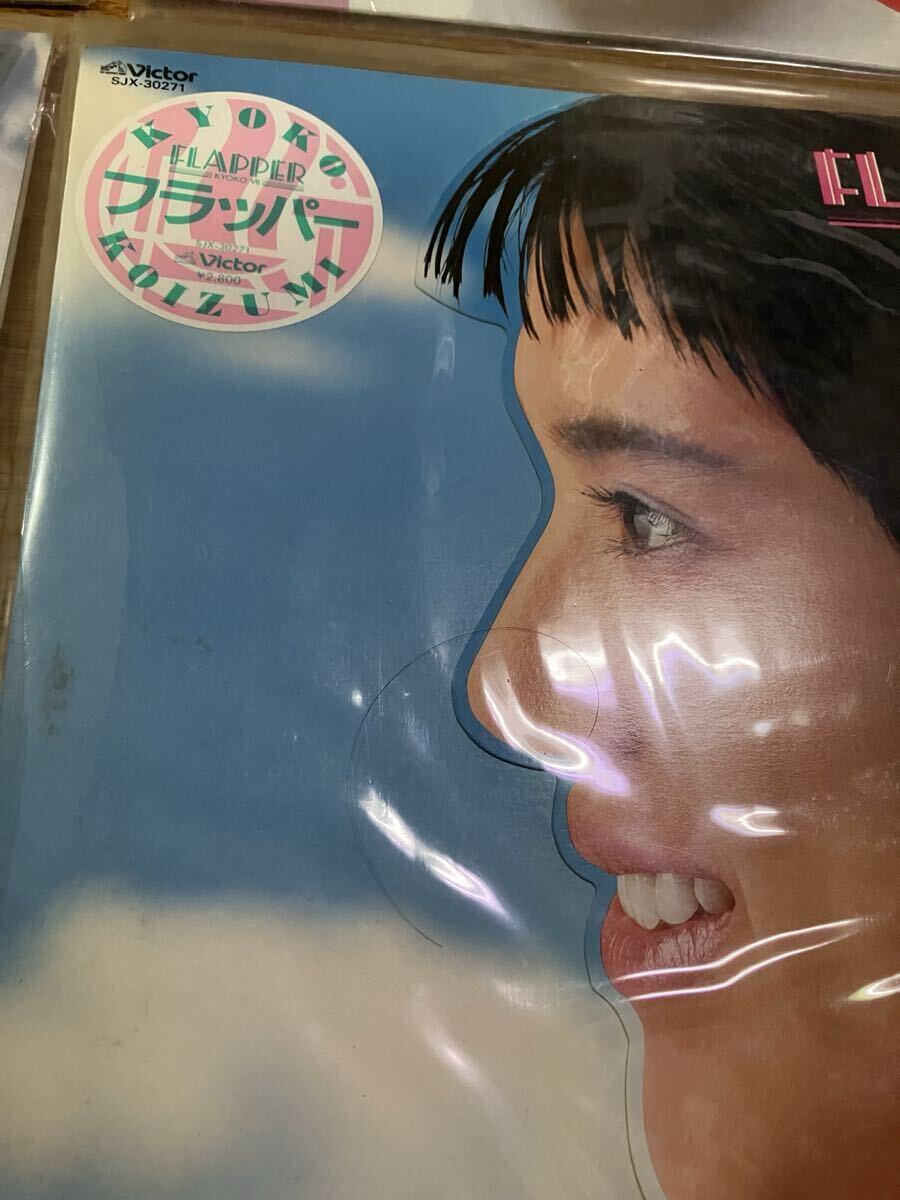 Victor
SJX-30271
KYOKO
FLAPPER
KYOKO VII
フラッパー
SJX-30271
Victor
¥2,800
KOIZUMI
FL